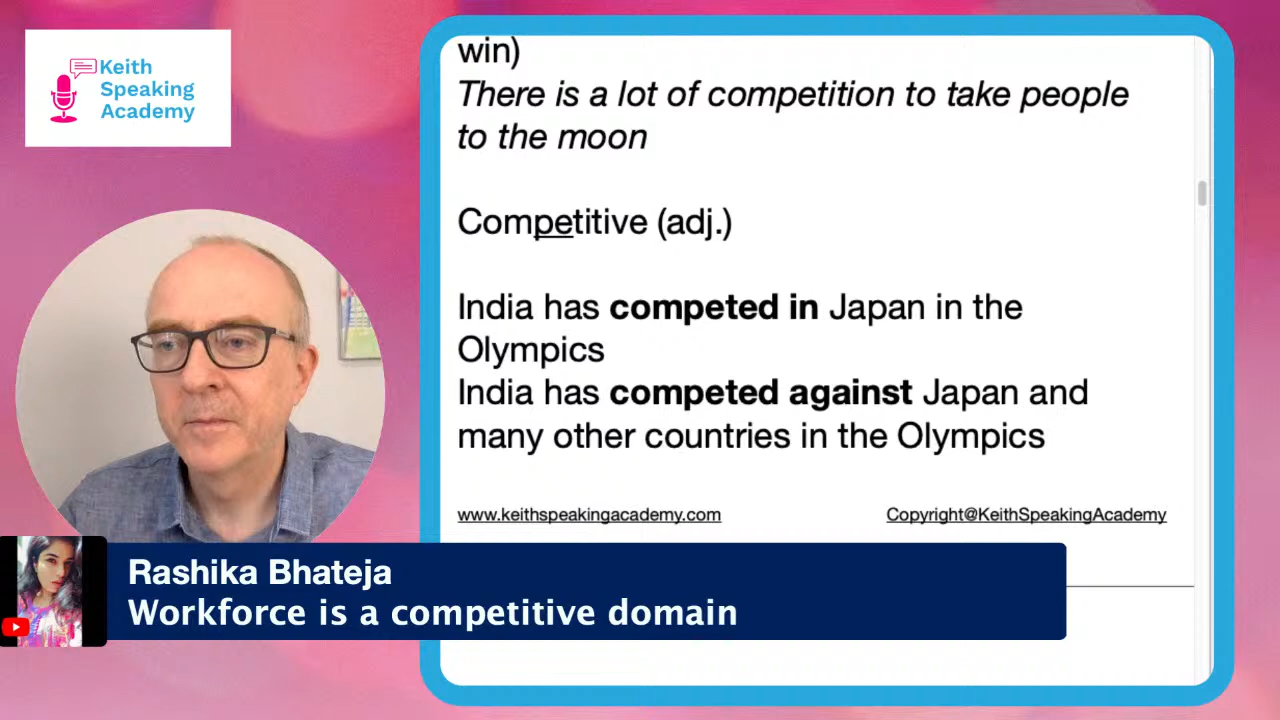 Keith
Speaking
Academy
win)
There is a lot of competition to take people
to the moon
Competitive (adj.)
India has competed in Japan in the
Olympics
India has competed against Japan and
many other countries in the Olympics
www.keithspeakingacademy.com
Copyright@KeithSpeakingAcademy
Rashika Bhateja
Workforce is a competitive domain